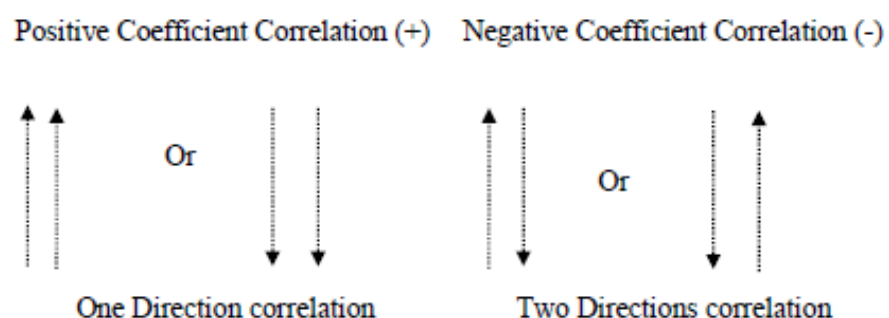 Positive Coefficient Correlation (+) Negative Coefficient Correlation (-)
Or
Or
One Direction correlation Two Directions correlation